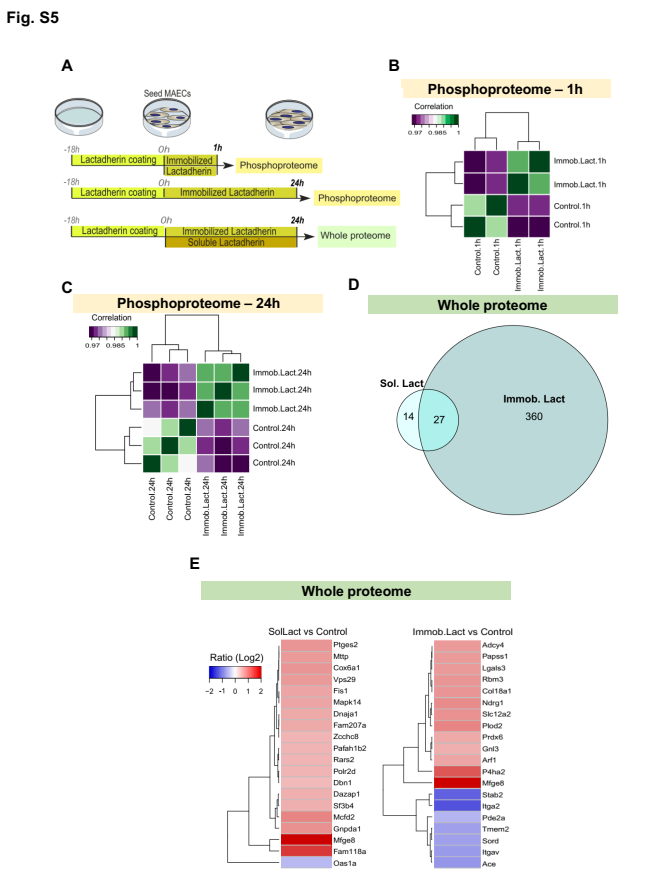 Fig. S5
A
Seed MAECs
-18h
0h
1h
Lactadherin coating
Immobilized
Lactadherin
Phosphoproteome
-18h
0h
24h
Lactadherin coating
Immobilized Lactadherin
Phosphoproteome
-18h
0h
24h
Lactadherin coating
Immobilized Lactadherin
Soluble Lactadherin
Whole proteome
B
Phosphoproteome – 1h
Correlation
0.97 0.985 1
Immob.Lact.1h
Immob.Lact.1h
Control.1h
Control.1h
Control.1h
Control.1h
Immob.Lact.1h
Immob.Lact.1h
C
Phosphoproteome – 24h
Correlation
0.97 0.985 1
Immob.Lact.24h
Immob.Lact.24h
Immob.Lact.24h
Control.24h
Control.24h
Control.24h
Control.24h
Control.24h
Control.24h
Immob.Lact.24h
Immob.Lact.24h
Immob.Lact.24h
D
Whole proteome
Sol. Lact
Immob. Lact
14
27
360
E
Whole proteome
SolLact vs Control
Ratio (Log2)
−2 −1 0 1 2
Ptges2
Mttp
Cox6a1
Vps29
Fis1
Mapk14
Dnaja1
Fam207a
Zcchc8
Pafah1b2
Rars2
Polr2d
Dbn1
Dazap1
Sf3b4
Mcfd2
Gnpda1
Mfge8
Fam118a
Oas1a
Immob.Lact vs Control
Adcy4
Papss1
Lgals3
Rbm3
Col18a1
Ndrg1
Slc12a2
Plod2
Prdx6
Gnl3
Arf1
P4ha2
Mfge8
Stab2
Itga2
Pde2a
Tmem2
Sord
Itgav
Ace